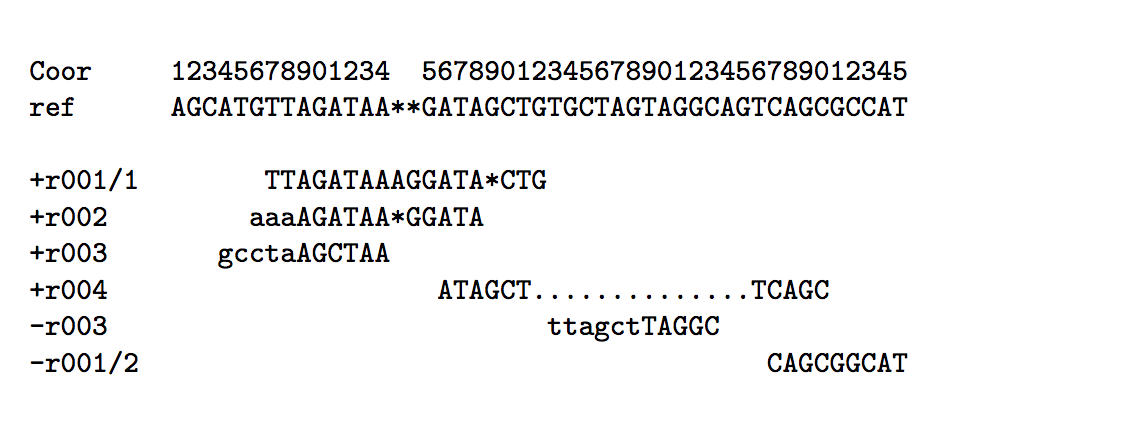 Coor     12345678901234  5678901234567890123456789012345
ref      AGCATGTTAGATAA**GATAGCTGTGCTAGTAGGCAGTCAGCGCCAT
+r001/1        TTAGATAAAGGATA*CTG
+r002         aaaAGATAA*GGATA
+r003       gcctaAGCTAA
+r004                     ATAGCT..............TCAGC
-r003                            ttagctTAGGC
-r001/2                                        CAGCGGCAT